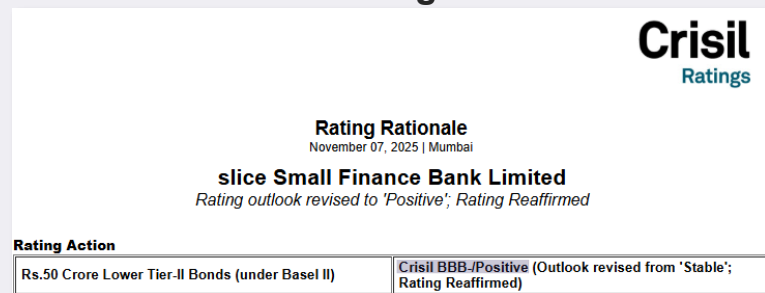 Crisil
Ratings
Rating Rationale
November 07, 2025 | Mumbai
slice Small Finance Bank Limited
Rating outlook revised to 'Positive'; Rating Reaffirmed
Rating Action
Rs.50 Crore Lower Tier-II Bonds (under Basel II)
Crisil BBB-/Positive (Outlook revised from 'Stable';
Rating Reaffirmed)